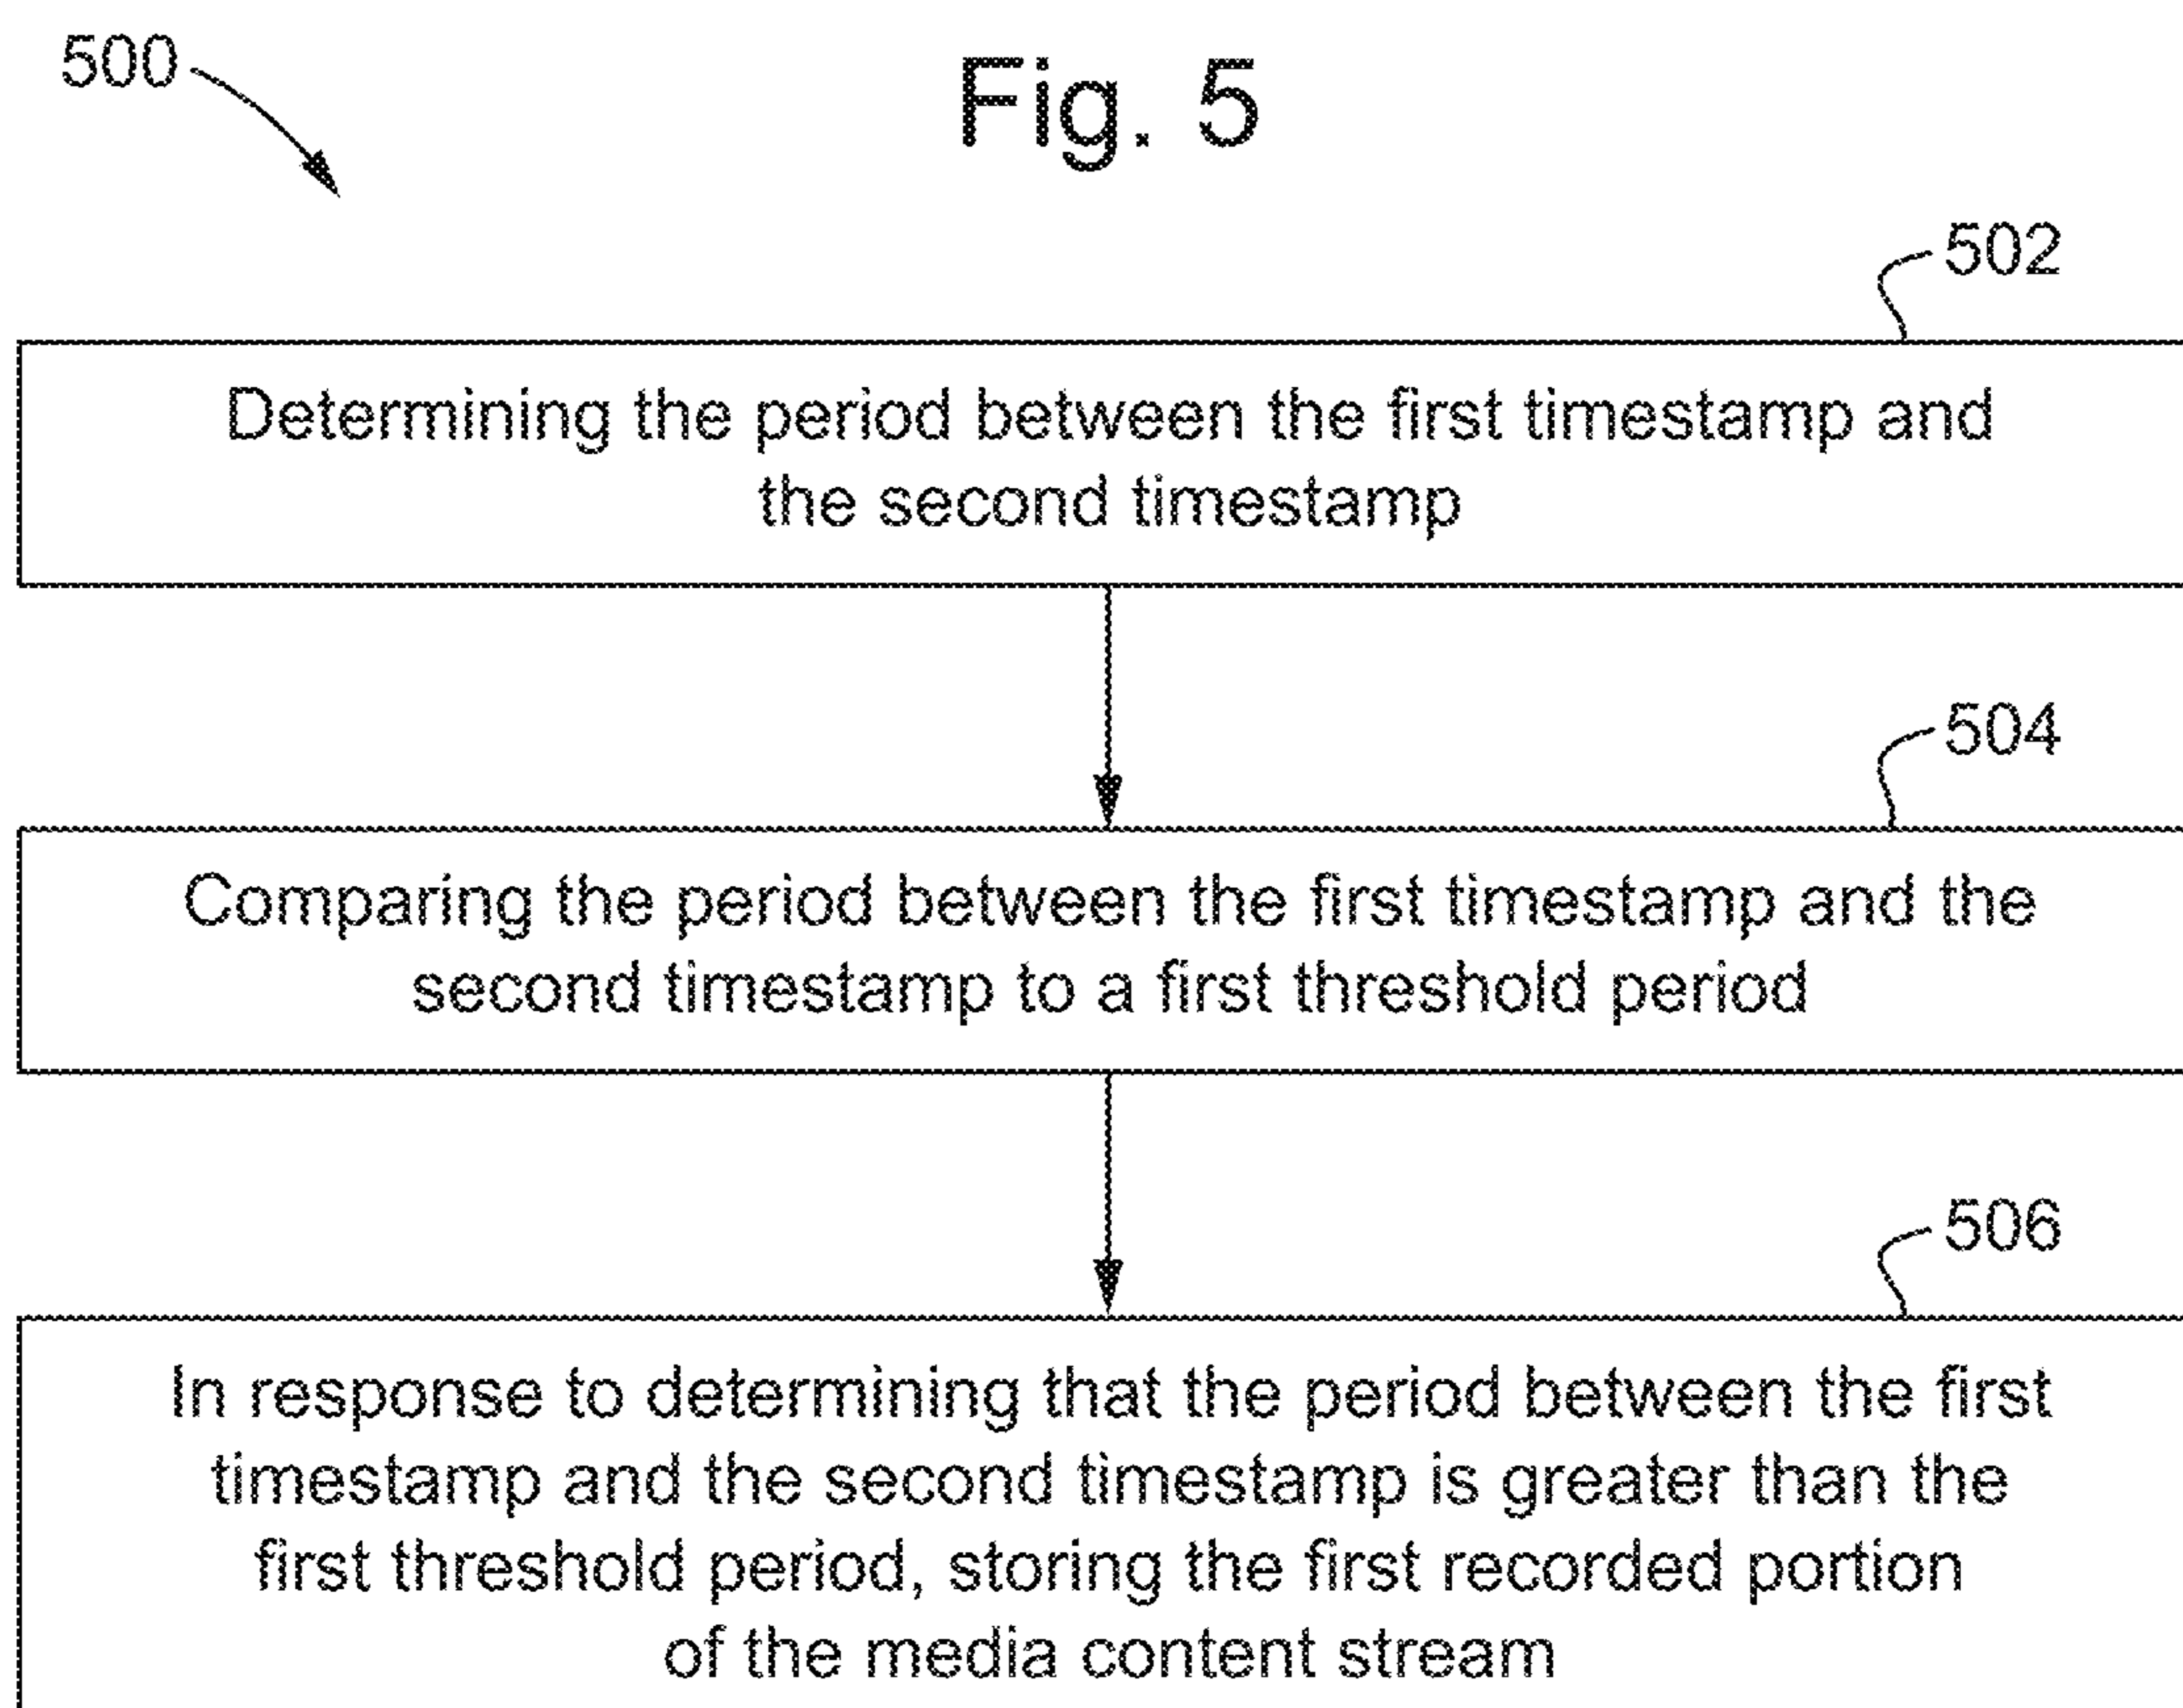 500
Fig. 5
502
Determining the period between the first timestamp and
the second timestamp
504
Comparing the period between the first timestamp and the
second timestamp to a first threshold period
506
In response to determining that the period between the first
timestamp and the second timestamp is greater than the
first threshold period, storing the first recorded portion
of the media content stream